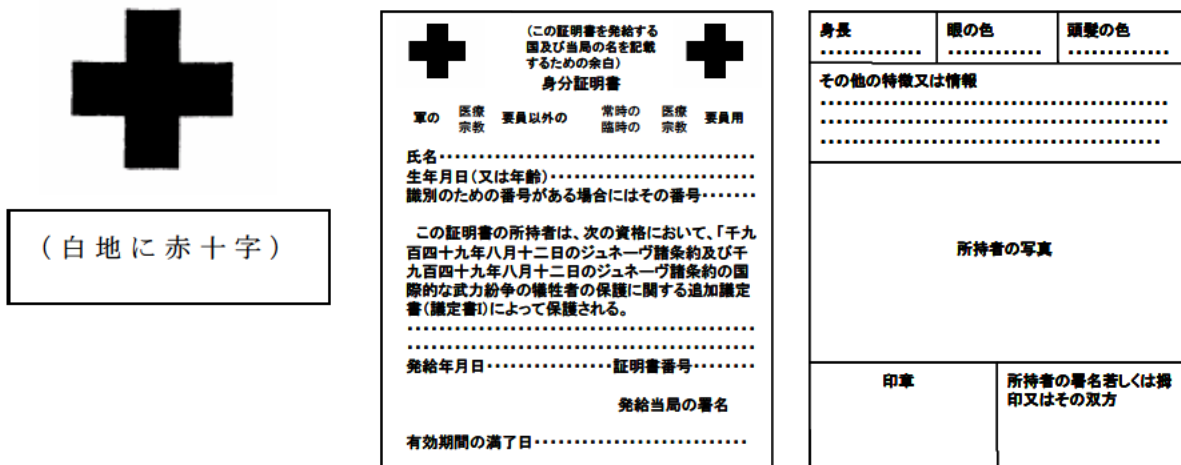 (白地に赤十字)
(この証明書を発給する
国及び当局の名を記載
するための余白)
身分証明書
軍の 医療 宗教 要員以外の 常時の 臨時の 医療 宗教 要員用
氏名
生年月日(又は年齢)
識別のための番号がある場合にはその番号
この証明書の所持者は、次の資格において、「千九
百四十九年八月十二日のジュネーヴ諸条約及び千
九百四十九年八月十二日のジュネーヴ諸条約の国
際的な武力紛争の犠牲者の保護に関する追加議定
書(議定書I)によって保護される。
発給年月日 証明書番号
発給当局の署名
有効期間の満了日
身長 眼の色 頭髪の色
その他の特徴又は情報
所持者の写真
印章
所持者の署名若しくは拇
印又はその双方